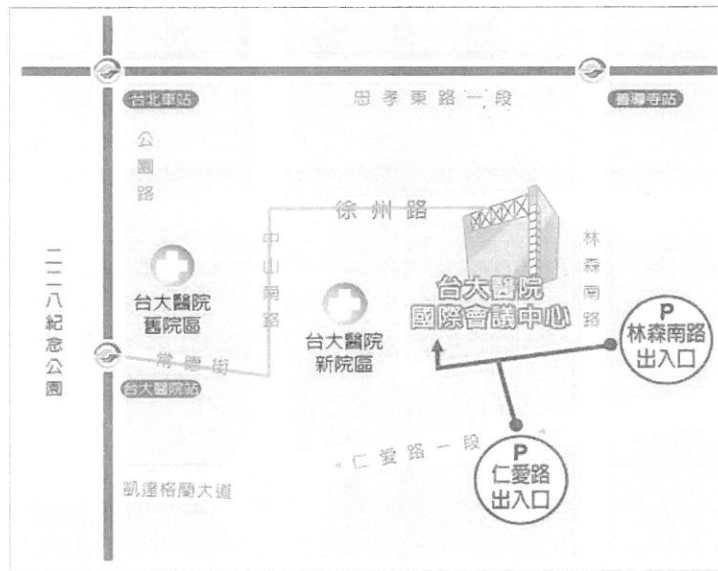 台北車站
忠孝東路一段
善導寺站
公園路
徐州路
中山南路
林森南路
二二八紀念公園
台大醫院
舊院區
台大醫院
新院區
台大醫院
國際會議中心
P
林森南路
出入口
常德街
台大醫院站
仁愛路一段
P
仁愛路
出入口
凱達格蘭大道